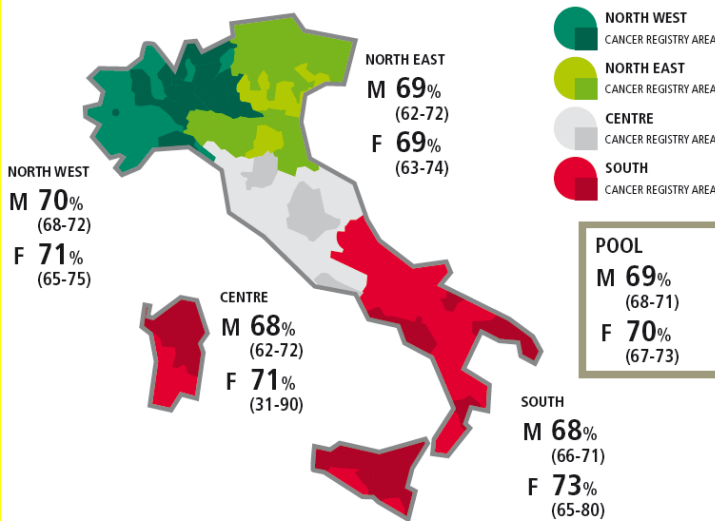 NORTH WEST
CANCER REGISTRY AREA
NORTH EAST
CANCER REGISTRY AREA
CENTRE
CANCER REGISTRY AREA
SOUTH
CANCER REGISTRY AREA
NORTH EAST
M 69%
(62-72)
F 69%
(63-74)
NORTH WEST
M 70%
(68-72)
F 71%
(65-75)
POOL
M 69%
(68-71)
F 70%
(67-73)
CENTRE
M 68%
(62-72)
F 71%
(31-90)
SOUTH
M 68%
(66-71)
F 73%
(65-80)